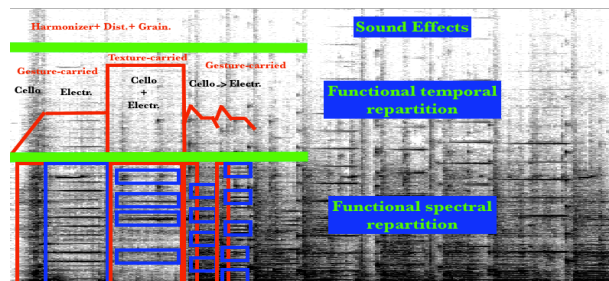 Harmonizer+ Dist.+ Grain.
Sound Effects
Texture-carried
Gesture-carried
Gesture-carried
Cello
Electr.
Cello
+
Electr.
Cello -> Electr.
Functional temporal
repartition
Functional spectral
repartition